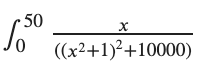 ∫₀⁵⁰ x / ((x²+1)²+10000)